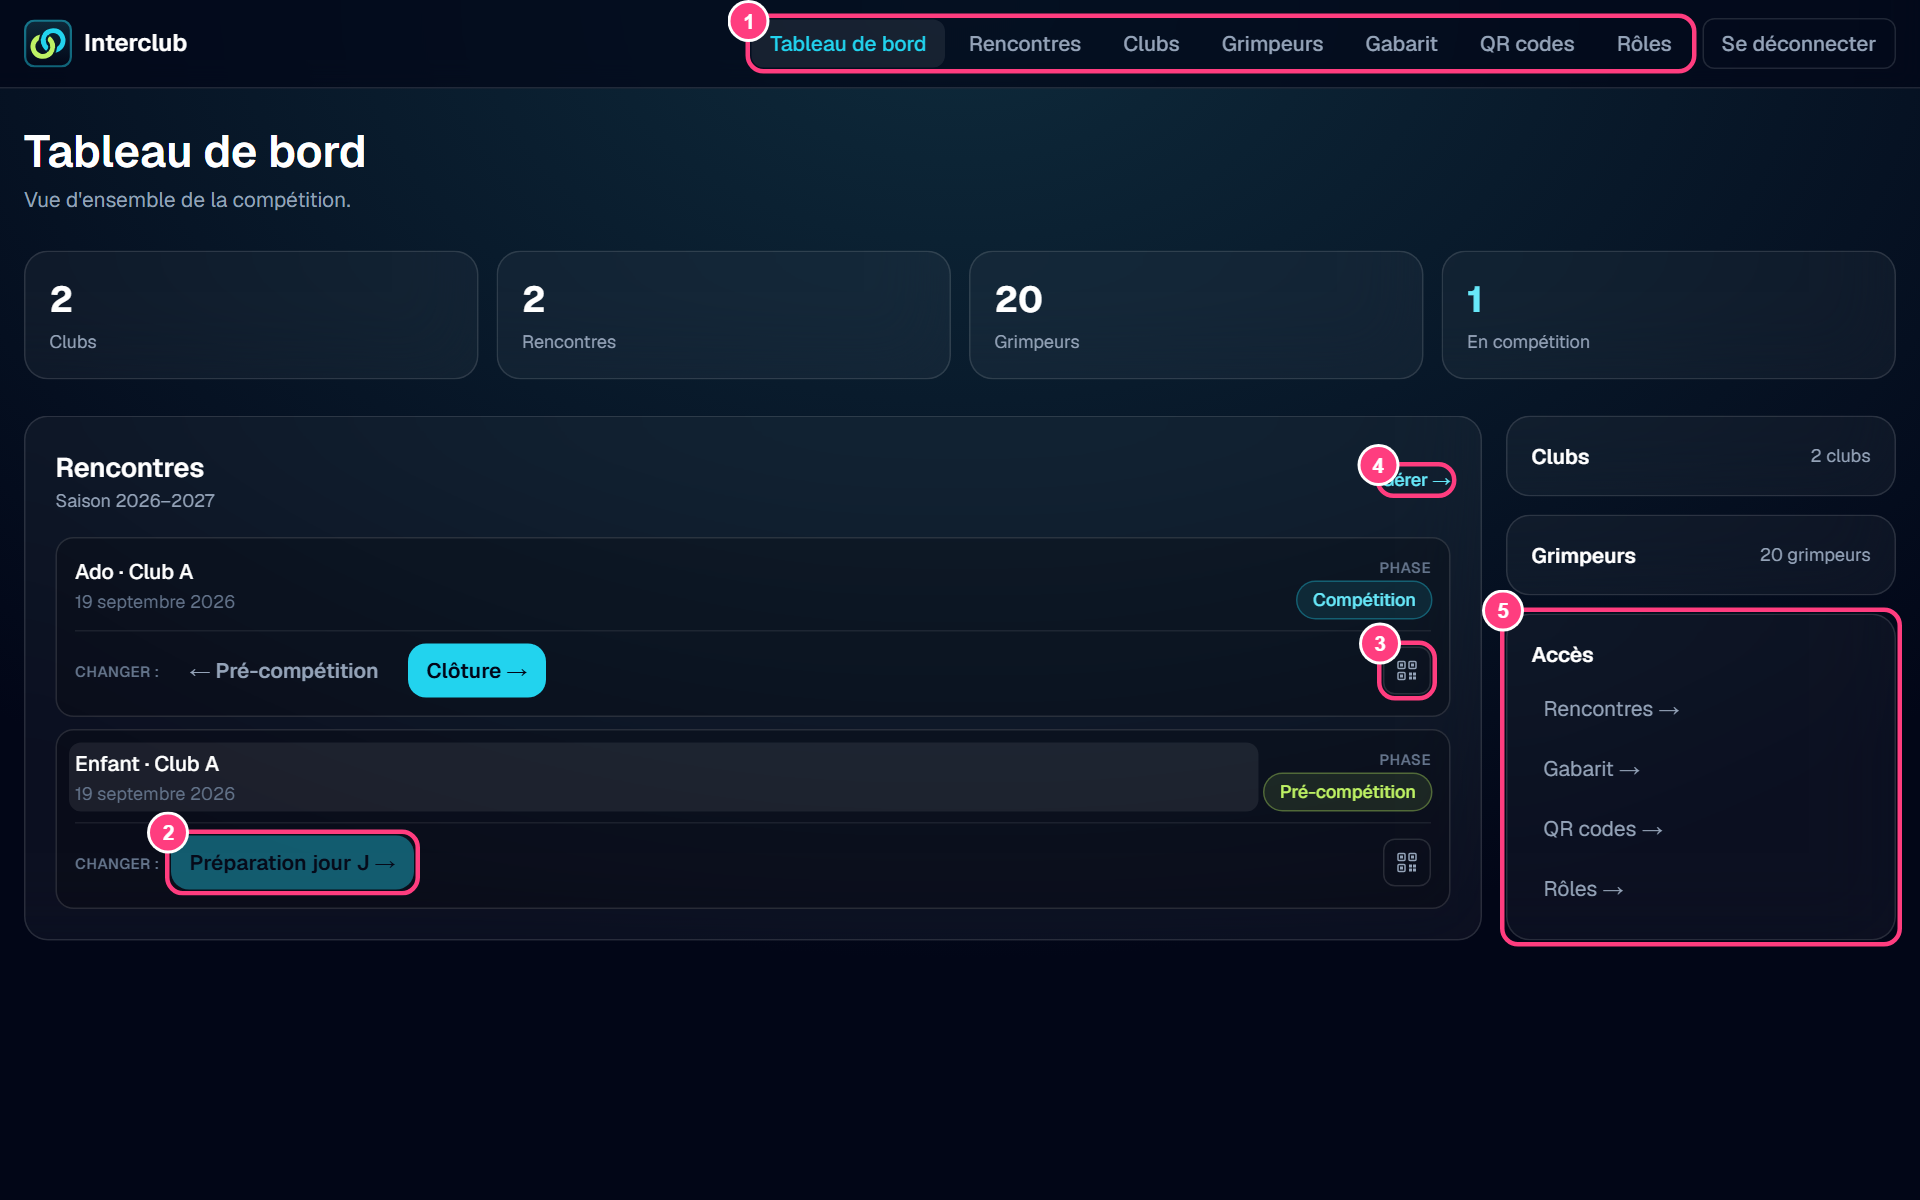 Interclub
1
Tableau de bord
Rencontres
Clubs
Grimpeurs
Gabarit
QR codes
Rôles
Se déconnecter
Tableau de bord
Vue d'ensemble de la compétition.
2
Clubs
2
Rencontres
20
Grimpeurs
1
En compétition
Rencontres
Saison 2026–2027
4
→
Ado · Club A
19 septembre 2026
PHASE
Compétition
CHANGER :
← Pré-compétition
Clôture →
3
Enfant · Club A
19 septembre 2026
PHASE
Pré-compétition
2
CHANGER :
Préparation jour J →
Clubs
2 clubs
Grimpeurs
20 grimpeurs
5
Accès
Rencontres →
Gabarit →
QR codes →
Rôles →